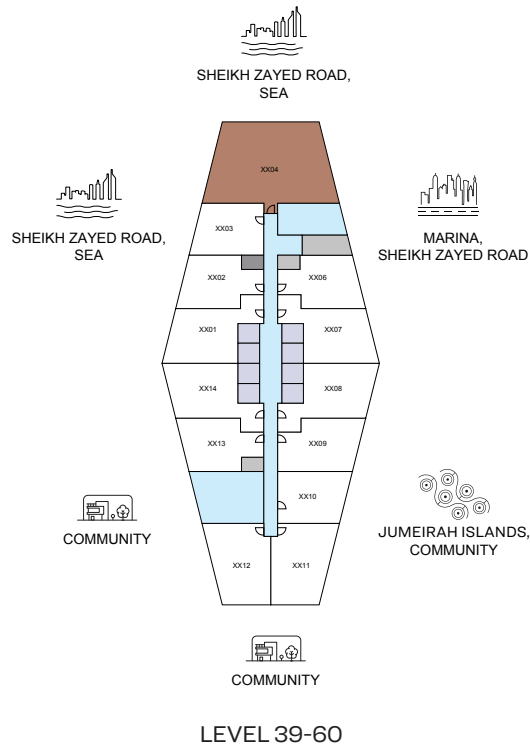 SHEIKH ZAYED ROAD,
SEA
SHEIKH ZAYED ROAD,
SEA
MARINA,
SHEIKH ZAYED ROAD
XX04
XX03
XX02
XX06
XX01
XX07
XX14
XX08
XX13
XX09
XX10
XX12
XX11
COMMUNITY
JUMEIRAH ISLANDS,
COMMUNITY
COMMUNITY
LEVEL 39-60